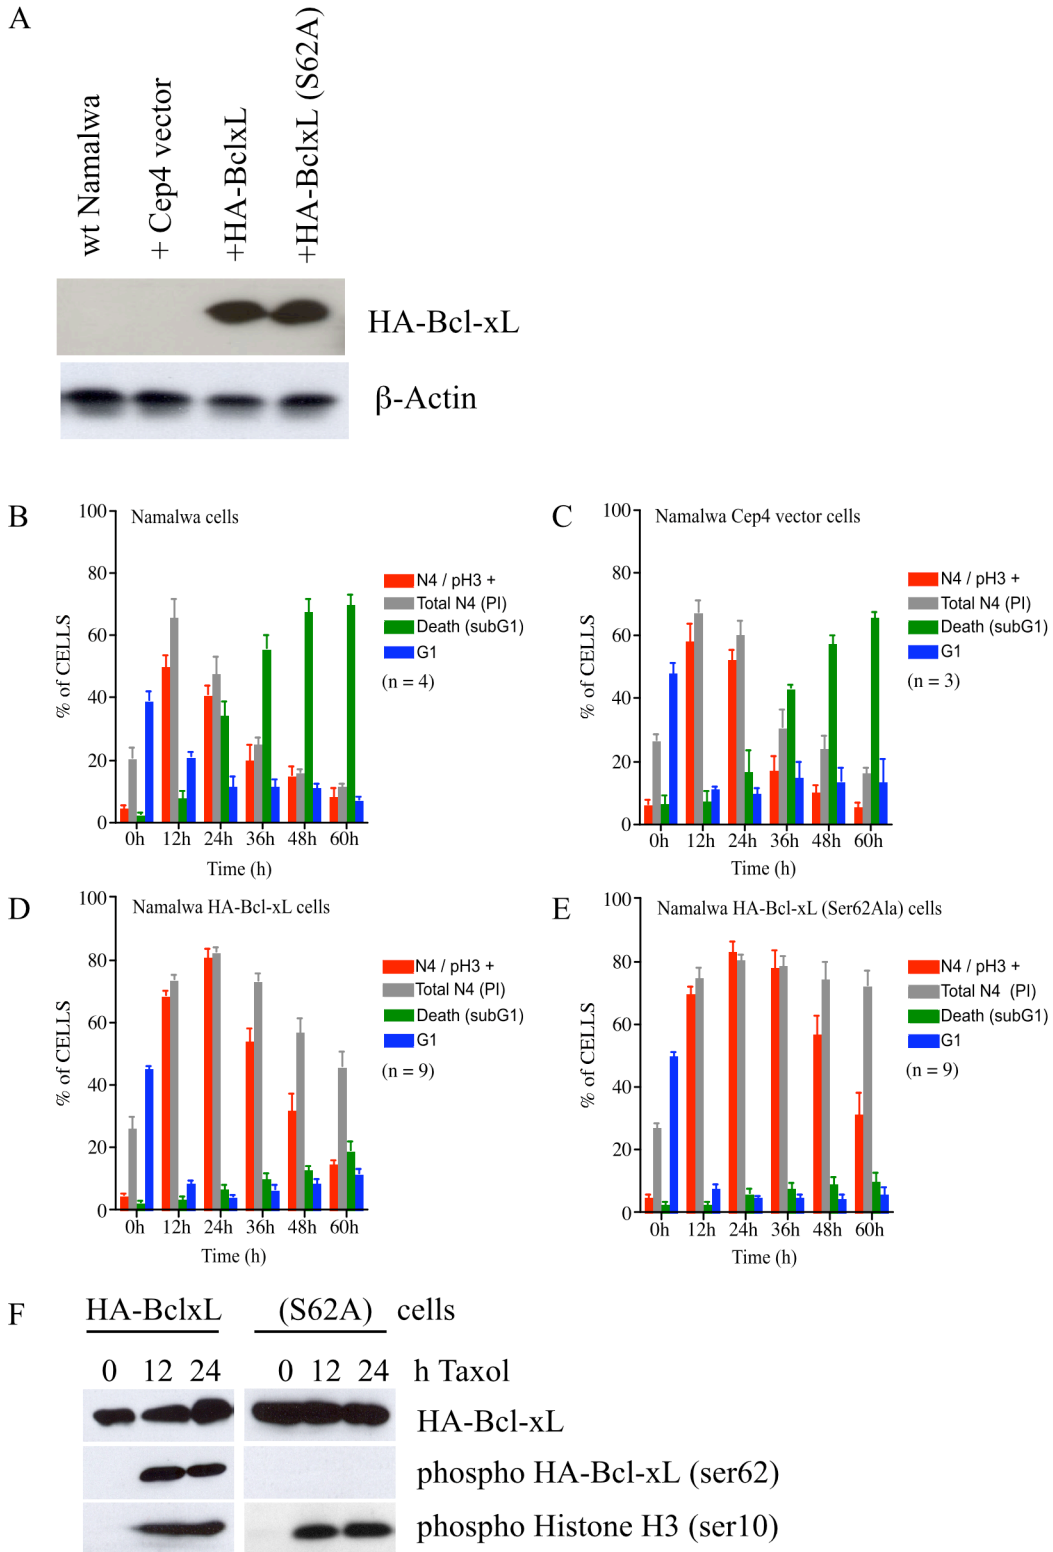 A
wt Namalwa
+ Cep4 vector
+HA-BclxL
+HA-BclxL (S62A)
HA-Bcl-xL
β-Actin
B
Namalwa cells
% of CELLS
100
80
60
40
20
0
0h 12h 24h 36h 48h 60h
Time (h)
N4 / pH3 +
Total N4 (PI)
Death (subG1)
G1
(n = 4)
C
Namalwa Cep4 vector cells
% of CELLS
100
80
60
40
20
0
0h 12h 24h 36h 48h 60h
Time (h)
N4 / pH3 +
Total N4 (PI)
Death (subG1)
G1
(n = 3)
D
Namalwa HA-Bcl-xL cells
% of CELLS
100
80
60
40
20
0
0h 12h 24h 36h 48h 60h
Time (h)
N4 / pH3 +
Total N4 (PI)
Death (subG1)
G1
(n = 9)
E
Namalwa HA-Bcl-xL (Ser62Ala) cells
% of CELLS
100
80
60
40
20
0
0h 12h 24h 36h 48h 60h
Time (h)
N4 / pH3 +
Total N4 (PI)
Death (subG1)
G1
(n = 9)
F
HA-BclxL (S62A) cells
0 12 24 0 12 24 h Taxol
HA-Bcl-xL
phospho HA-Bcl-xL (ser62)
phospho Histone H3 (ser10)